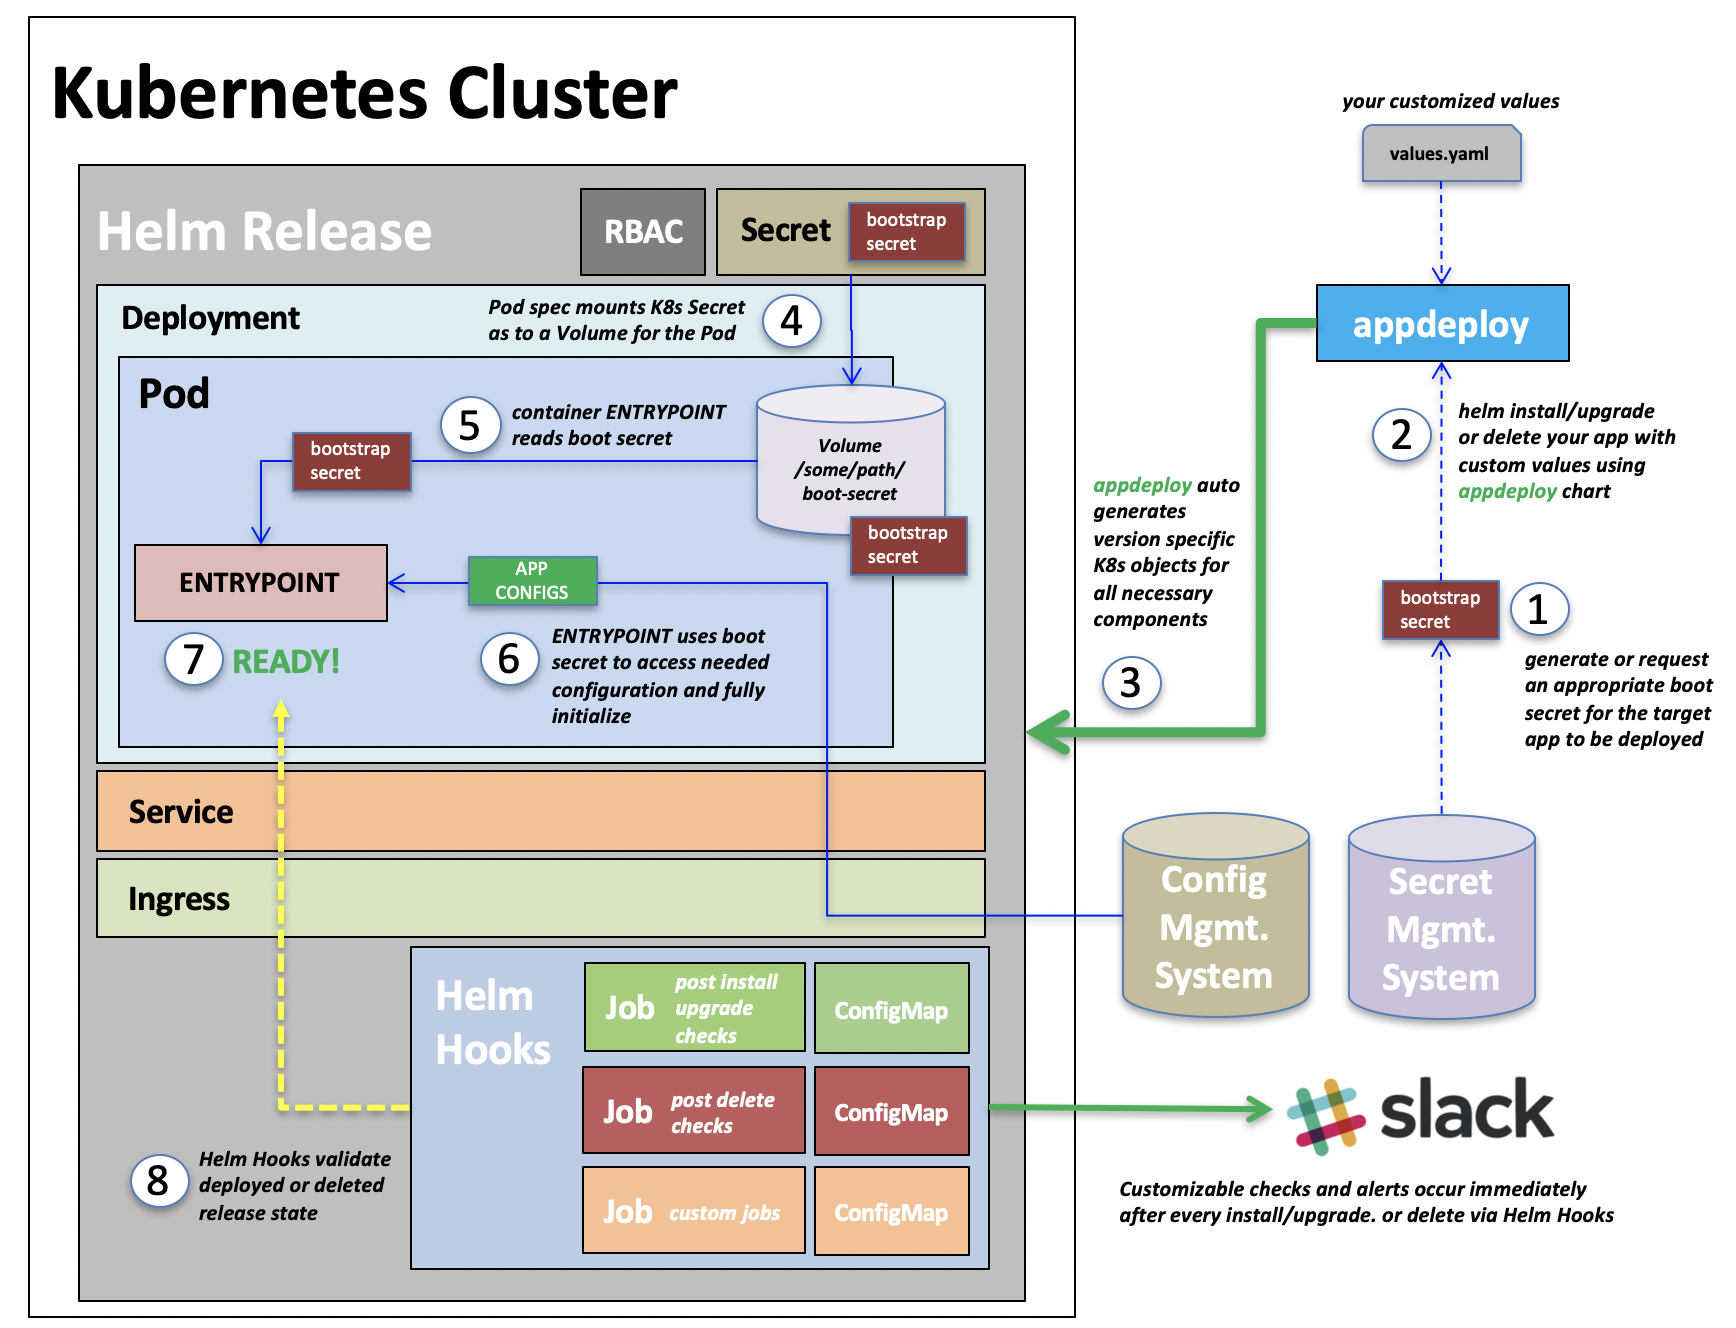 Kubernetes Cluster
your customized values
values.yaml
Helm Release
RBAC
Secret
bootstrap
secret
appdeploy
Deployment
Pod spec mounts K8s Secret
as to a Volume for the Pod
4
Pod
5
container ENTRYPOINT
reads boot secret
bootstrap
secret
Volume
/some/path/
boot-secret
bootstrap
secret
2
helm install/upgrade
or delete your app with
custom values using
appdeploy chart
appdeploy auto
generates
version specific
K8s objects for
all necessary
components
3
ENTRYPOINT
APP
CONFIGS
bootstrap
secret
1
generate or request
an appropriate boot
secret for the target
app to be deployed
7
READY!
6
ENTRYPOINT uses boot
secret to access needed
configuration and fully
initialize
Service
Ingress
Config
Mgmt.
System
Secret
Mgmt.
System
Helm
Hooks
Job
post install
upgrade
checks
ConfigMap
Job
post delete
checks
ConfigMap
Job
custom jobs
ConfigMap
slack
8
Helm Hooks validate
deployed or deleted
release state
Customizable checks and alerts occur immediately
after every install/upgrade. or delete via Helm Hooks